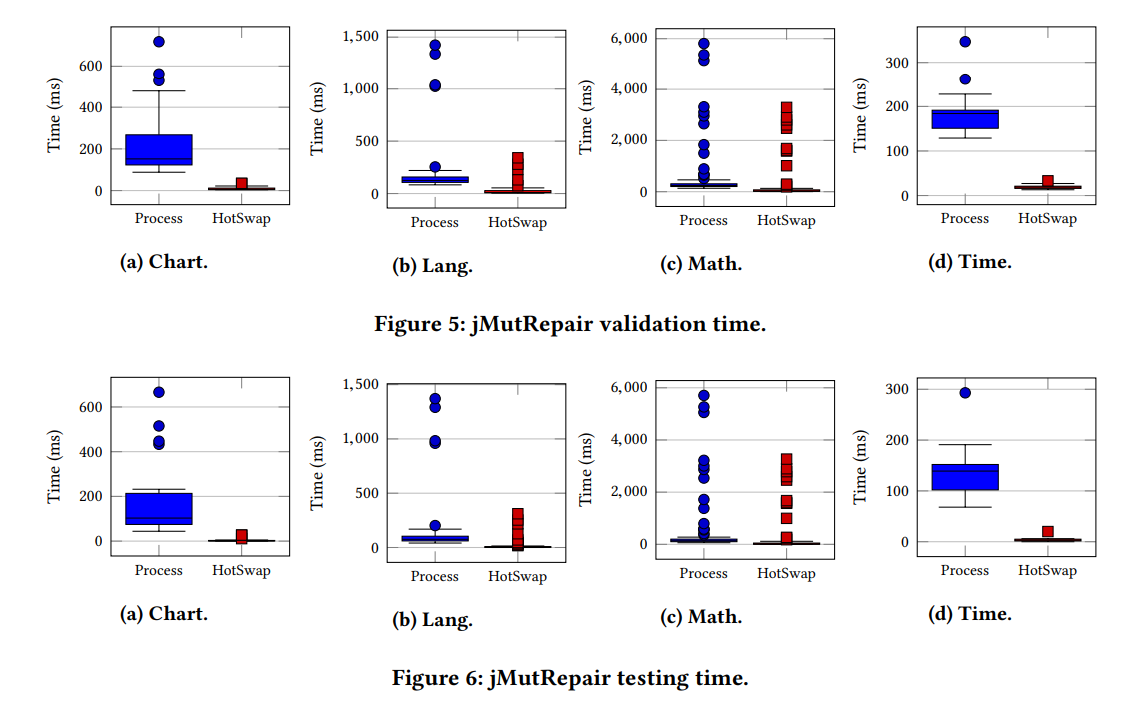 Time (ms)
600
400
200
0
Process
HotSwap
(a) Chart.
Time (ms)
1,500
1,000
500
0
Process
HotSwap
(b) Lang.
Time (ms)
6,000
4,000
2,000
0
Process
HotSwap
(c) Math.
Time (ms)
300
200
100
0
Process
HotSwap
(d) Time.
Figure 5: jMutRepair validation time.
Time (ms)
600
400
200
0
Process
HotSwap
(a) Chart.
Time (ms)
1,500
1,000
500
0
Process
HotSwap
(b) Lang.
Time (ms)
6,000
4,000
2,000
0
Process
HotSwap
(c) Math.
Time (ms)
300
200
100
0
Process
HotSwap
(d) Time.
Figure 6: jMutRepair testing time.